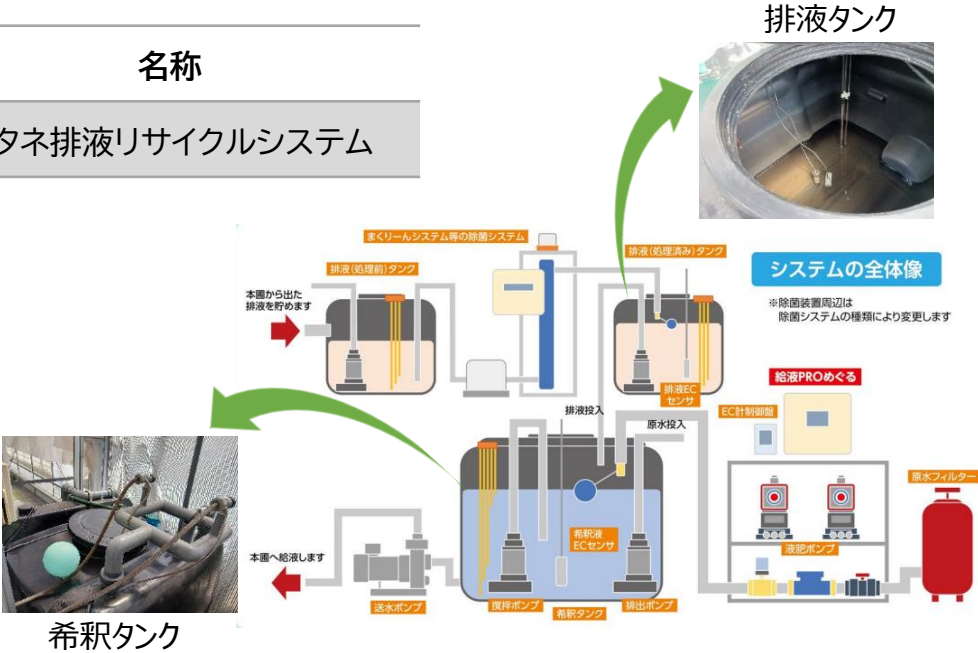 排液タンク
名称
タネ排液リサイクルシステム
まくりーんシステム等の除菌システム
排液(処理前)タンク
排液(処理済み)タンク
システムの全体像
本圃から出た
排液を貯めます
※除菌装置周辺は
除菌システムの種類により変更します
給液PROめぐる
排液EC
センサ
EC計制御盤
排液投入
原水投入
原水フィルター
希釈液
ECセンサ
液肥ポンプ
本圃へ給液します
送水ポンプ
攪拌ポンプ
希釈タンク
排出ポンプ
希釈タンク